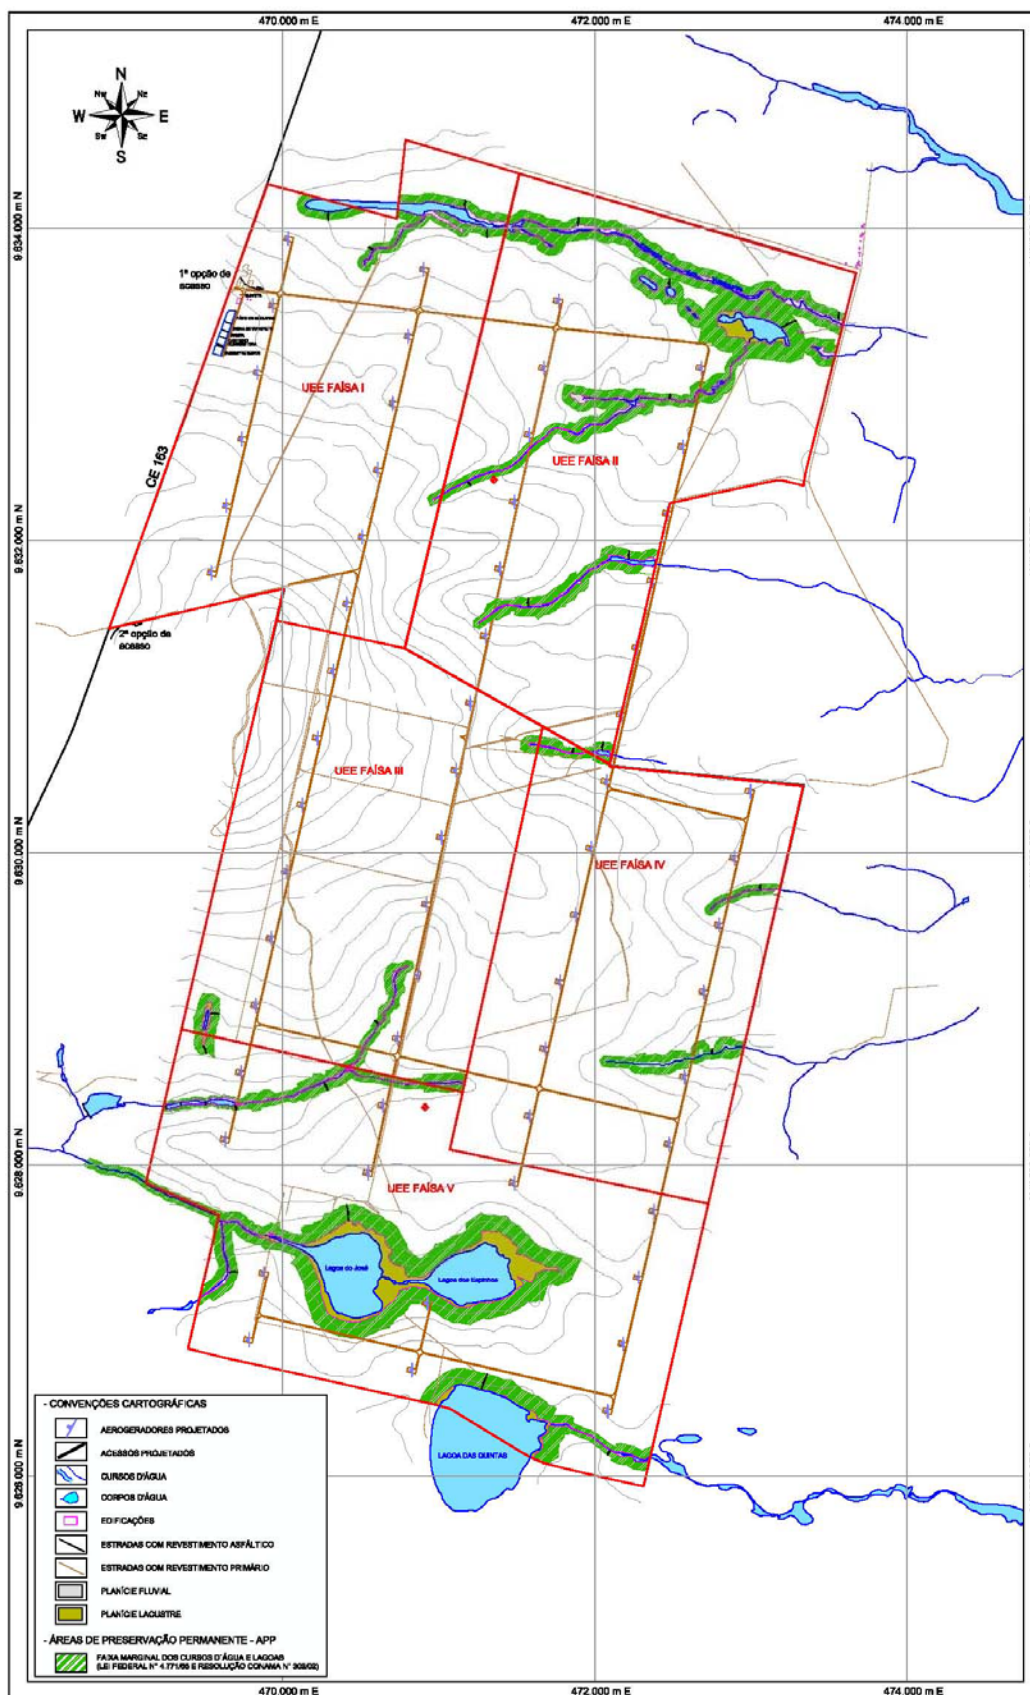 470.000 m E
472.000 m E
474.000 m E
N
Nw
Ne
W
E
Sw
Se
S
9.634.000 m N
1ª opção de
acesso
UEE FAÍSA I
CE 163
UEE FAÍSA II
9.632.000 m N
2ª opção de
acesso
UEE FAÍSA III
9.630.000 m N
UEE FAÍSA IV
9.628.000 m N
UEE FAÍSA V
Lagoa do José
Lagoa dos Espinhos
LAGOA DAS QUINTAS
9.626.000 m N
- CONVENÇÕES CARTOGRÁFICAS
AEROGERADORES PROJETADOS
ACESSOS PROJETADOS
CURSOS D'ÁGUA
CORPOS D'ÁGUA
EDIFICAÇÕES
ESTRADAS COM REVESTIMENTO ASFÁLTICO
ESTRADAS COM REVESTIMENTO PRIMÁRIO
PLANÍCIE FLUVIAL
PLANÍCIE LACUSTRE
- ÁREAS DE PRESERVAÇÃO PERMANENTE - APP
FAIXA MARGINAL DOS CURSOS D'ÁGUA E LAGOAS
(LEI FEDERAL N° 4.771/65 E RESOLUÇÃO CONAMA N° 303/02)
470.000 m E
472.000 m E
474.000 m E